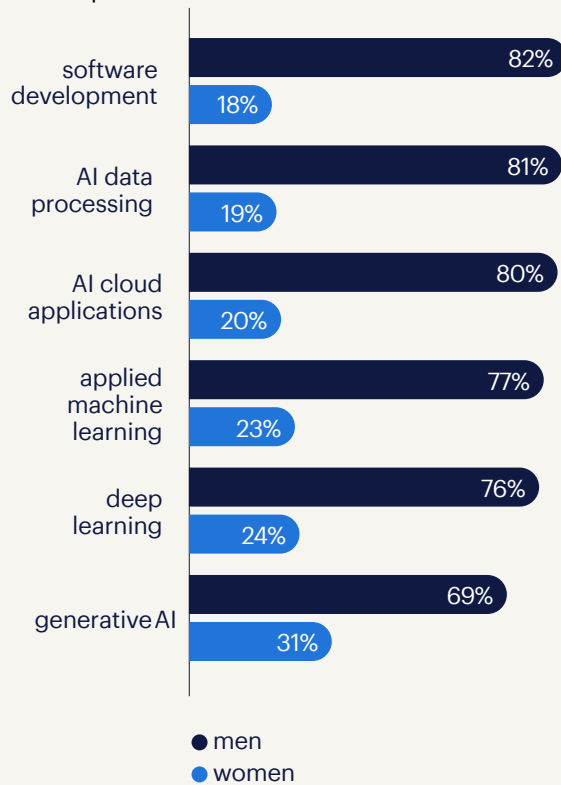 software
development
82%
18%
AI data
processing
81%
19%
AI cloud
applications
80%
20%
applied
machine
learning
77%
23%
deep
learning
76%
24%
generative AI
69%
31%
men
women